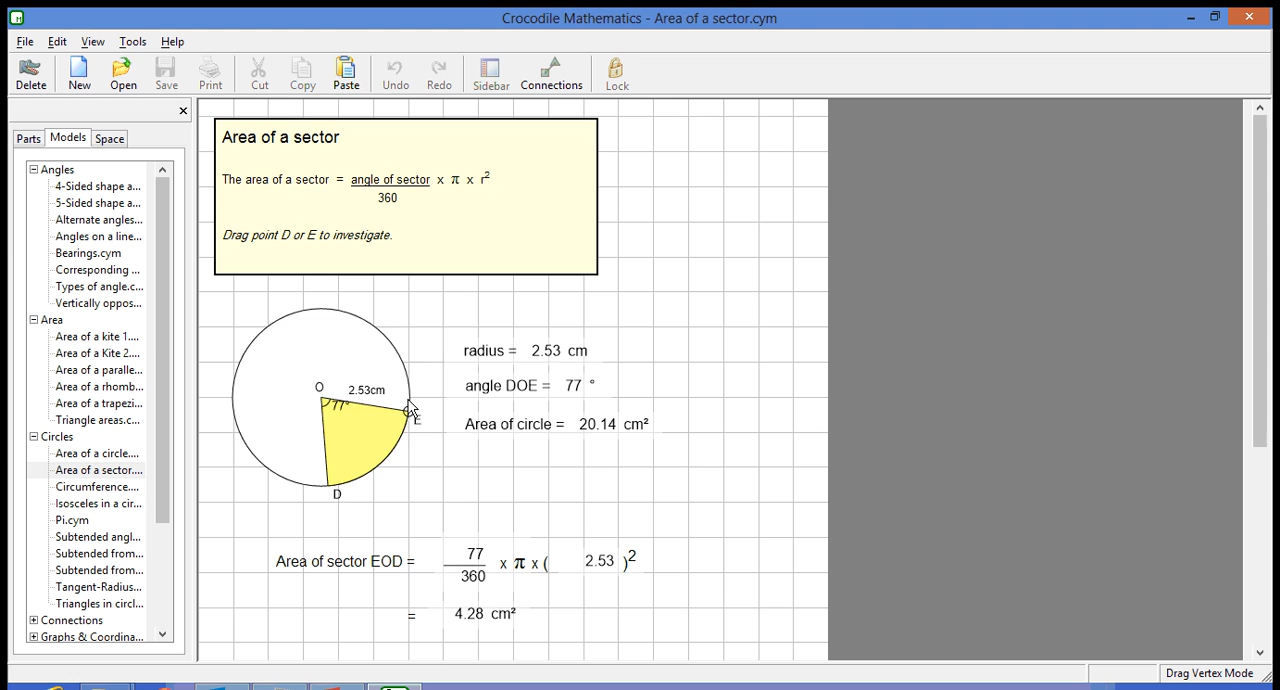 Crocodile Mathematics - Area of a sector.cym
File Edit View Tools Help
Delete New Open Save Print Cut Copy Paste Undo Redo Sidebar Connections Lock
Parts Models Space
Angles
4-Sided shape a...
5-Sided shape a...
Alternate angles...
Angles on a line...
Bearings.cym
Corresponding ...
Types of angle.c...
Vertically oppos...
Area
Area of a kite 1....
Area of a Kite 2....
Area of a paralle...
Area of a rhomb...
Area of a trapezi...
Triangle areas.c...
Circles
Area of a circle....
Area of a sector....
Circumference....
Isosceles in a cir...
Pi.cym
Subtended angl...
Subtended from...
Subtended from...
Tangent-Radius...
Triangles in circl...
Connections
Graphs & Coordina...
Area of a sector
The area of a sector = angle of sector x π x r²
360
Drag point D or E to investigate.
O
2.53cm
77°
E
D
radius = 2.53 cm
angle DOE = 77 °
Area of circle = 20.14 cm²
Area of sector EOD = 77
360
x π x ( 2.53 )²
= 4.28 cm²
Drag Vertex Mode